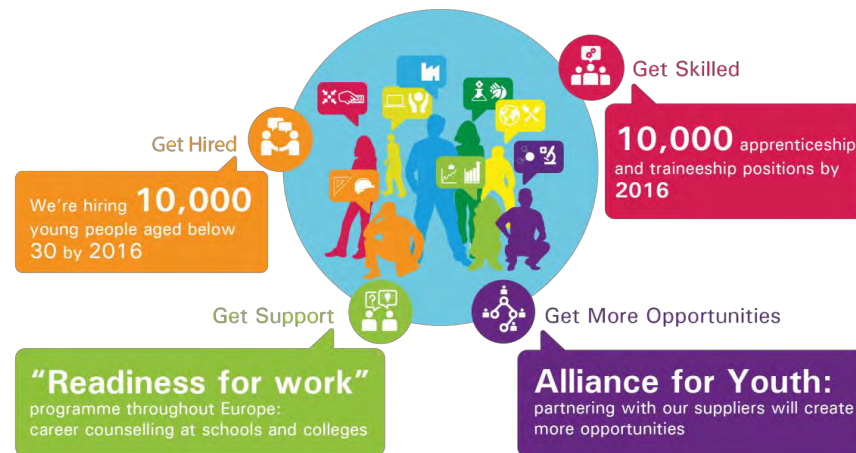 Get Skilled
10,000 apprenticeship
and traineeship positions by
2016
Get Hired
We're hiring 10,000
young people aged below
30 by 2016
Get Support
"Readiness for work"
programme throughout Europe:
career counselling at schools and colleges
Get More Opportunities
Alliance for Youth:
partnering with our suppliers will create
more opportunities